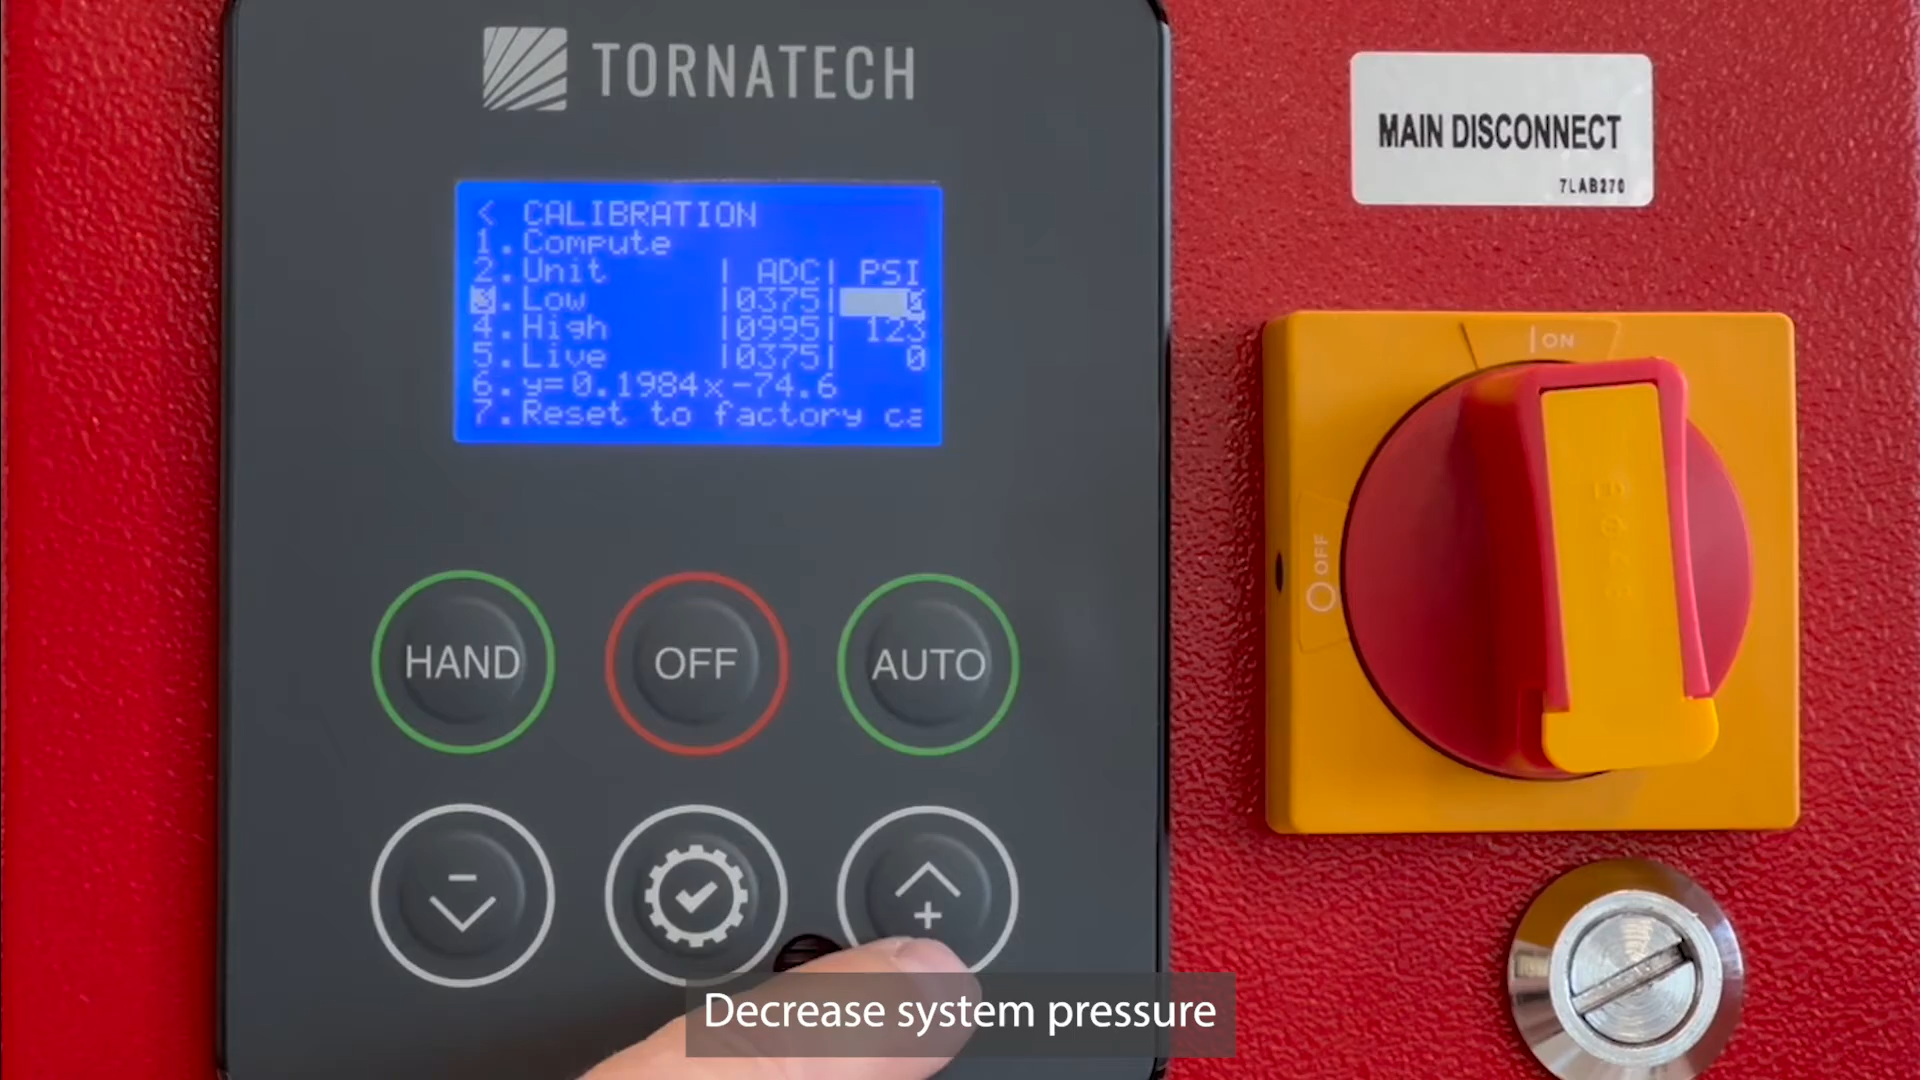 TORNATECH
< CALIBRATION
1.Compute
2.Unit | ADC| PSI
3.Low |0375| 0
4.High |0995| 123
5.Live |0375| 0
6.y=0.1984x-74.6
7.Reset to factory ca
HAND
OFF
AUTO
MAIN DISCONNECT
7LAB270
| ON
O OFF
Decrease system pressure